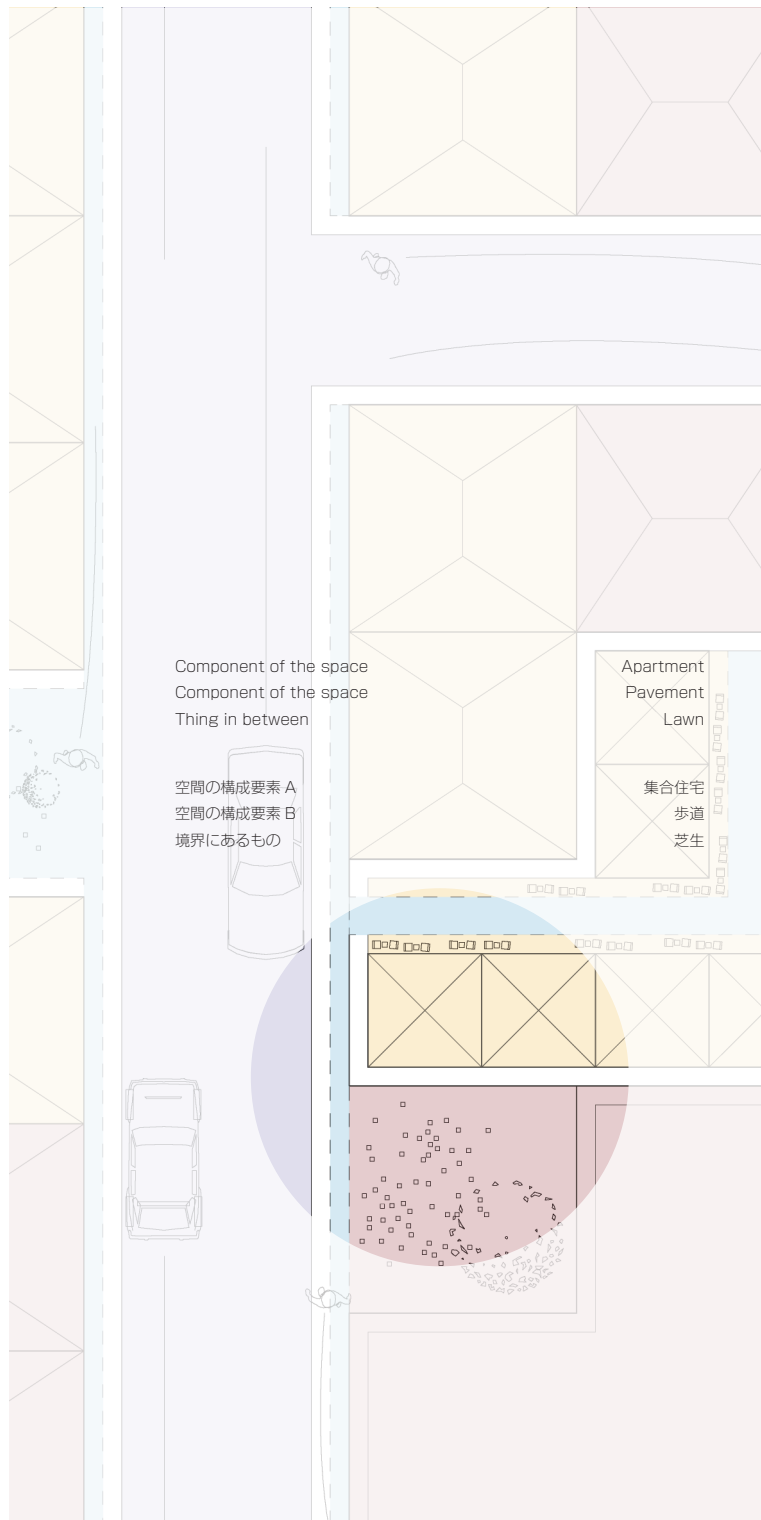 Component of the space Apartment
Component of the space Pavement
Thing in between Lawn
空間の構成要素 A 集合住宅
空間の構成要素 B 歩道
境界にあるもの 芝生